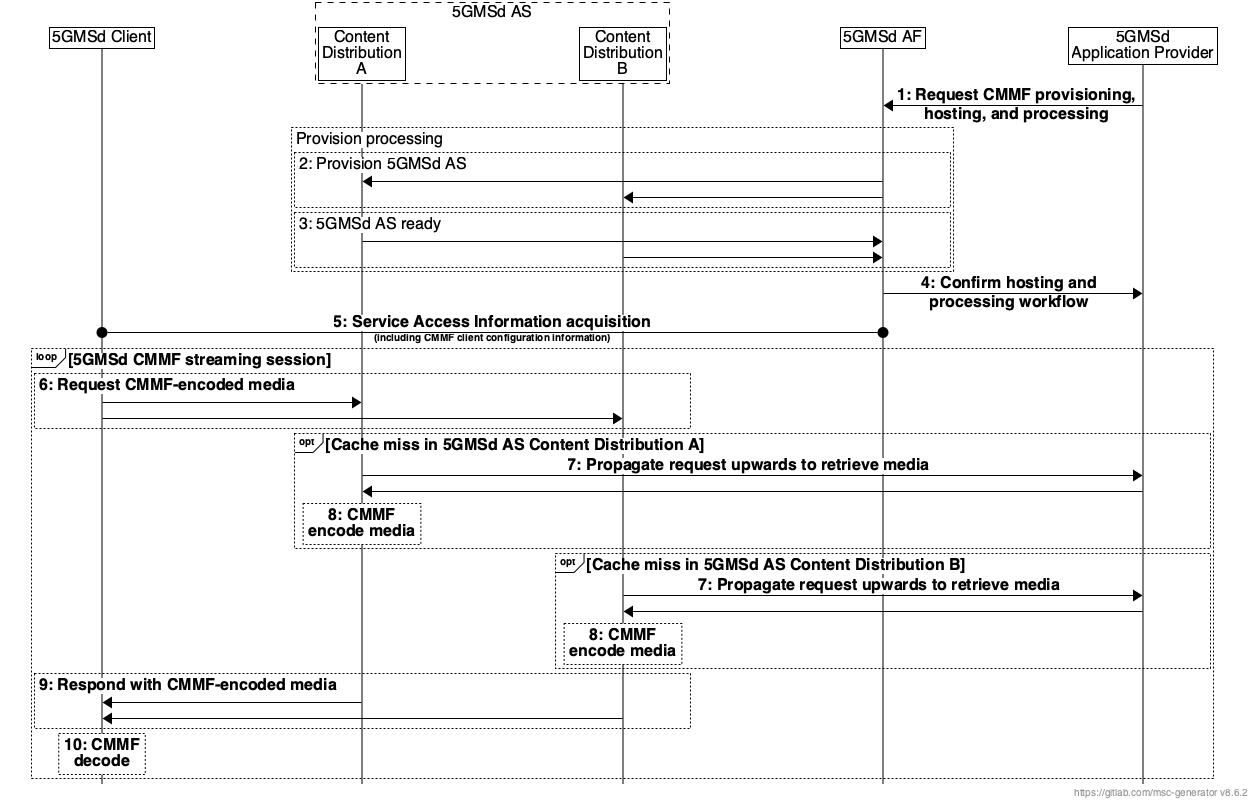 5GMSd AS
5GMSd Client
Content
Distribution
A
Content
Distribution
B
5GMSd AF
5GMSd
Application Provider
1: Request CMMF provisioning,
hosting, and processing
Provision processing
2: Provision 5GMSd AS
3: 5GMSd AS ready
4: Confirm hosting and
processing workflow
5: Service Access Information acquisition
(including CMMF client configuration information)
loop [5GMSd CMMF streaming session]
6: Request CMMF-encoded media
opt [Cache miss in 5GMSd AS Content Distribution A]
7: Propagate request upwards to retrieve media
8: CMMF
encode media
opt [Cache miss in 5GMSd AS Content Distribution B]
7: Propagate request upwards to retrieve media
8: CMMF
encode media
9: Respond with CMMF-encoded media
10: CMMF
decode
https://gitlab.com/msc-generator v8.6.2